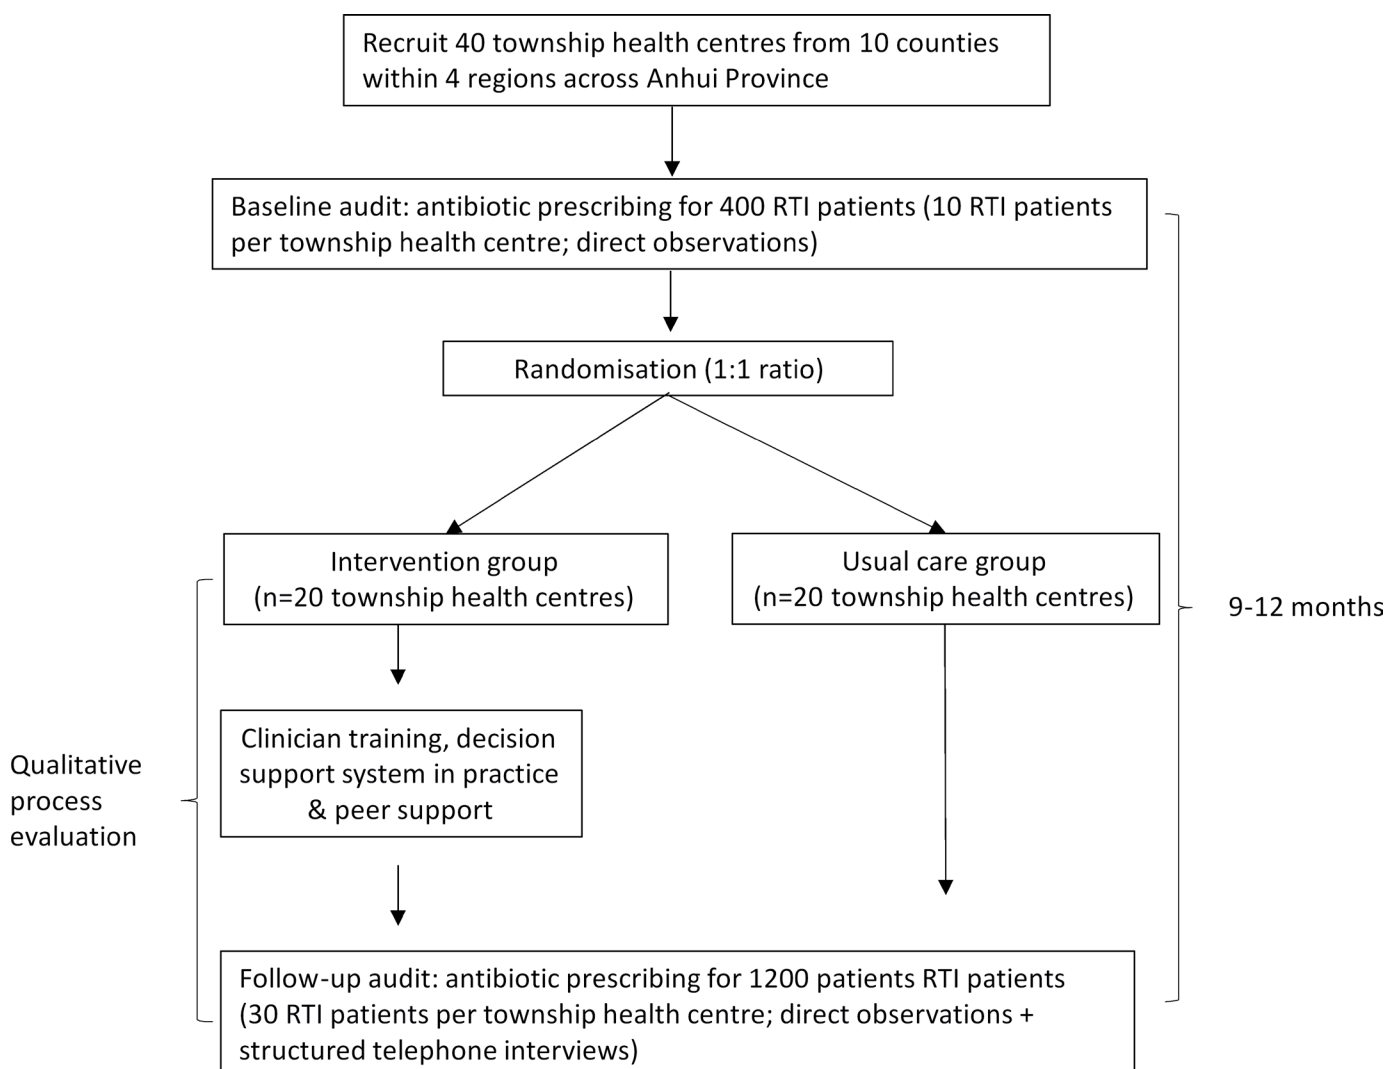 Recruit 40 township health centres from 10 counties
within 4 regions across Anhui Province
Baseline audit: antibiotic prescribing for 400 RTI patients (10 RTI patients
per township health centre; direct observations)
Randomisation (1:1 ratio)
Intervention group
(n=20 township health centres)
Usual care group
(n=20 township health centres)
9-12 months
Clinician training, decision
support system in practice
& peer support
Qualitative
process
evaluation
Follow-up audit: antibiotic prescribing for 1200 patients RTI patients
(30 RTI patients per township health centre; direct observations +
structured telephone interviews)